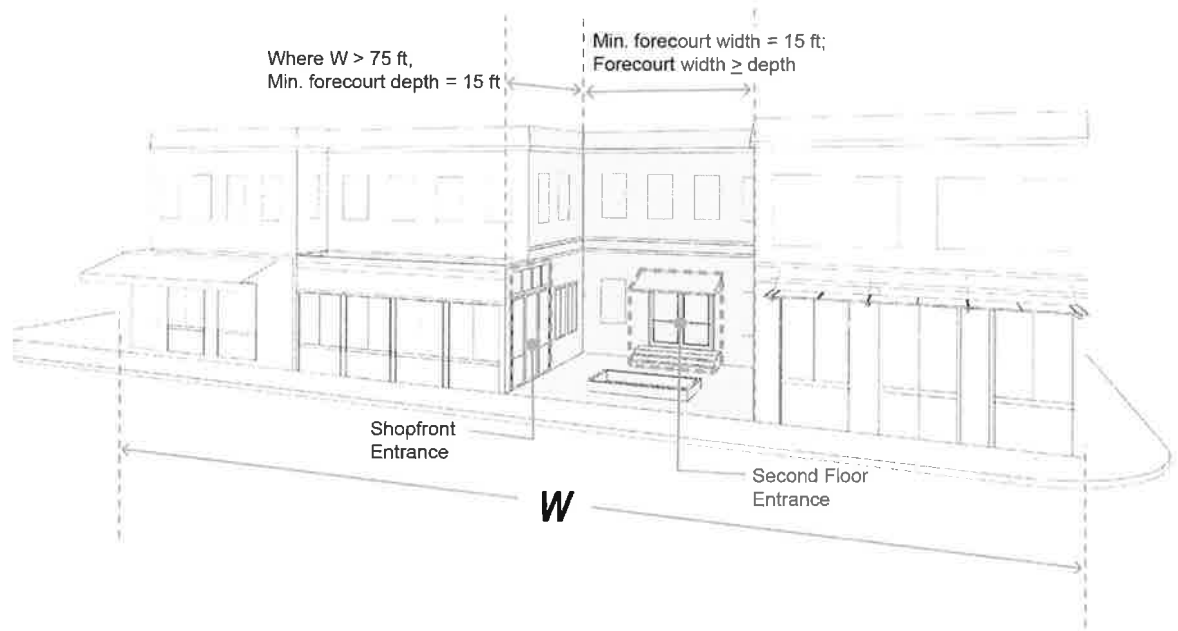 Where W > 75 ft,
Min. forecourt depth = 15 ft
Min. forecourt width = 15 ft;
Forecourt width ≥ depth
Shopfront
Entrance
Second Floor
Entrance
W